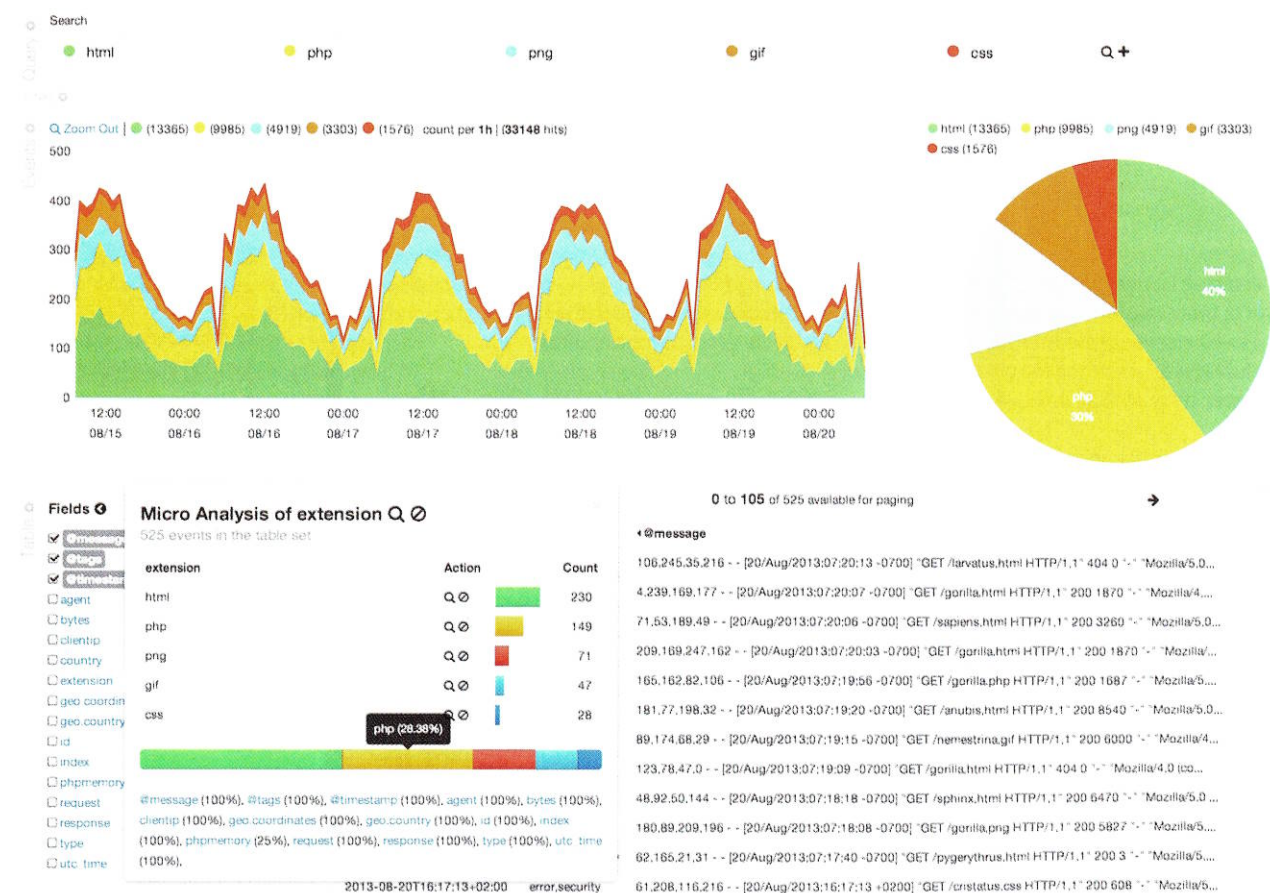 Search
Query
html php png gif css
Events
Zoom Out | (13365) (9985) (4919) (3303) (1576) count per 1h | (33148 hits)
500
400
300
200
100
0
12:00 00:00 12:00 00:00 12:00 00:00 12:00 00:00 12:00 00:00
08/15 08/16 08/16 08/17 08/17 08/18 08/18 08/19 08/19 08/20
html (13365) php (9985) png (4919) gif (3303)
css (1576)
html
40%
php
30%
Fields
@messag
@tags
@timestar
agent
bytes
clientip
country
extension
geo.coordin
geo.country
id
index
phpmemory
request
response
type
utc_time
Micro Analysis of extension
525 events in the table set
extension Action Count
html 230
php 149
png 71
gif 47
css 28
php (28.38%)
@message (100%), @tags (100%), @timestamp (100%), agent (100%), bytes (100%),
clientip (100%), geo.coordinates (100%), geo.country (100%), id (100%), index
(100%), phpmemory (25%), request (100%), response (100%), type (100%), utc_time
(100%),
2013-08-20T16:17:13+02:00 error,security
0 to 105 of 525 available for paging
@message
106.245.35.216 - - [20/Aug/2013:07:20:13 -0700] "GET /larvatus.html HTTP/1.1" 404 0 "-" "Mozilla/5.0...
4.239.169.177 - - [20/Aug/2013:07:20:07 -0700] "GET /gorilla.html HTTP/1.1" 200 1870 "-" "Mozilla/4....
71.53.189.49 - - [20/Aug/2013:07:20:06 -0700] "GET /sapiens.html HTTP/1.1" 200 3260 "-" "Mozilla/5.0...
209.169.247.162 - - [20/Aug/2013:07:20:03 -0700] "GET /gorilla.html HTTP/1.1" 200 1870 "-" "Mozilla/...
165.162.82.106 - - [20/Aug/2013:07:19:56 -0700] "GET /gorilla.php HTTP/1.1" 200 1687 "-" "Mozilla/5....
181.77.198.32 - - [20/Aug/2013:07:19:20 -0700] "GET /anubis.html HTTP/1.1" 200 8540 "-" "Mozilla/5.0...
89.174.68.29 - - [20/Aug/2013:07:19:15 -0700] "GET /nemestrina.gif HTTP/1.1" 200 6000 "-" "Mozilla/4...
123.78.47.0 - - [20/Aug/2013:07:19:09 -0700] "GET /gorilla.html HTTP/1.1" 404 0 "-" "Mozilla/4.0 (co...
48.92.50.144 - - [20/Aug/2013:07:18:18 -0700] "GET /sphinx.html HTTP/1.1" 200 6470 "-" "Mozilla/5.0 ...
180.89.209.196 - - [20/Aug/2013:07:18:08 -0700] "GET /gorilla.png HTTP/1.1" 200 5827 "-" "Mozilla/5....
62.165.21.31 - - [20/Aug/2013:07:17:40 -0700] "GET /pygerythrus.html HTTP/1.1" 200 3 "-" "Mozilla/5....
61.208.116.216 - - [20/Aug/2013:16:17:13 +0200] "GET /cristatus.css HTTP/1.1" 200 608 "-" "Mozilla/5...